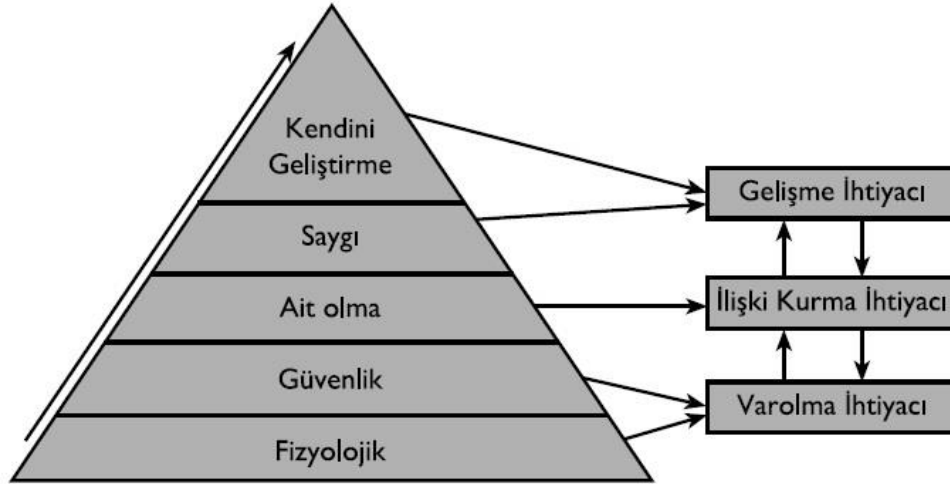 Kendini
Geliştirme
Saygı
Ait olma
Güvenlik
Fizyolojik
Gelişme İhtiyacı
İlişki Kurma İhtiyacı
Varolma İhtiyacı